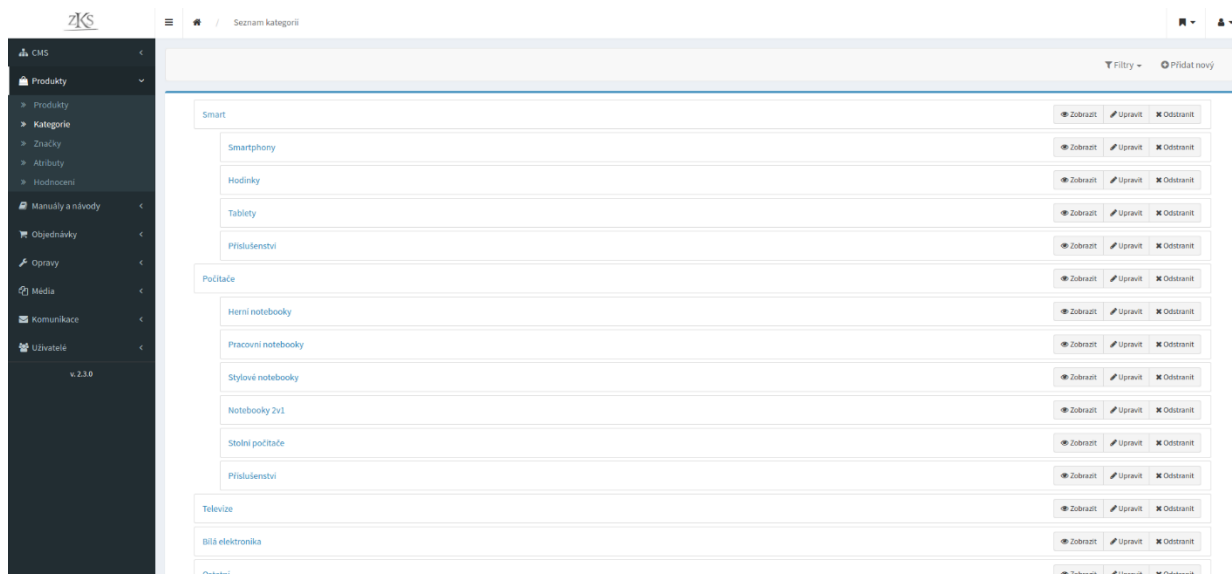 ZKS
Seznam kategorií
CMS
Produkty
Produkty
Kategorie
Značky
Atributy
Hodnocení
Manuály a návody
Objednávky
Opravy
Média
Komunikace
Uživatelé
v. 2.3.0
Filtry
Přidat nový
Smart Zobrazit Upravit Odstranit
Smartphony Zobrazit Upravit Odstranit
Hodinky Zobrazit Upravit Odstranit
Tablety Zobrazit Upravit Odstranit
Příslušenství Zobrazit Upravit Odstranit
Počítače Zobrazit Upravit Odstranit
Herní notebooky Zobrazit Upravit Odstranit
Pracovní notebooky Zobrazit Upravit Odstranit
Stylové notebooky Zobrazit Upravit Odstranit
Notebooky 2v1 Zobrazit Upravit Odstranit
Stolní počítače Zobrazit Upravit Odstranit
Příslušenství Zobrazit Upravit Odstranit
Televize Zobrazit Upravit Odstranit
Bílá elektronika Zobrazit Upravit Odstranit
Ostatní Zobrazit Upravit Odstranit